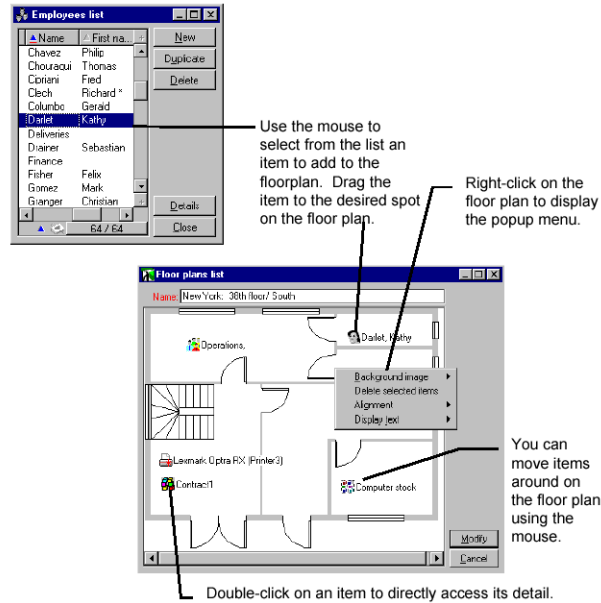 Employees list
Name First na...
Chavez Philip
Chouraqui Thomas
Cipriani Fred
Clech Richard *
Columbo Gerald
Darlet Kathy
Deliveries
Drainer Sebastian
Finance
Fisher Felix
Gomez Mark
Granger Christian
64 / 64
New
Duplicate
Delete
Details
Close
Use the mouse to
select from the list an
item to add to the
floorplan. Drag the
item to the desired spot
on the floor plan.
Right-click on the
floor plan to display
the popup menu.
Floor plans list
Name: New York: 38th floor/ South
Operations,
Darlet, Kathy
Background image
Delete selected items
Alignment
Display text
Lexmark Optra RX (Printer3)
Contract1
Computer stock
You can
move items
around on
the floor plan
using the
mouse.
Modify
Cancel
Double-click on an item to directly access its detail.